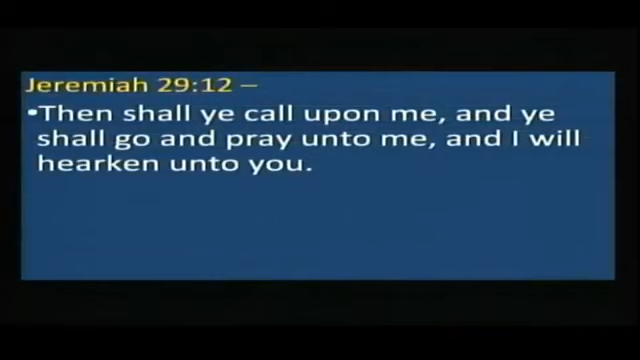 Jeremiah 29:12 –
•Then shall ye call upon me, and ye
shall go and pray unto me, and I will
hearken unto you.